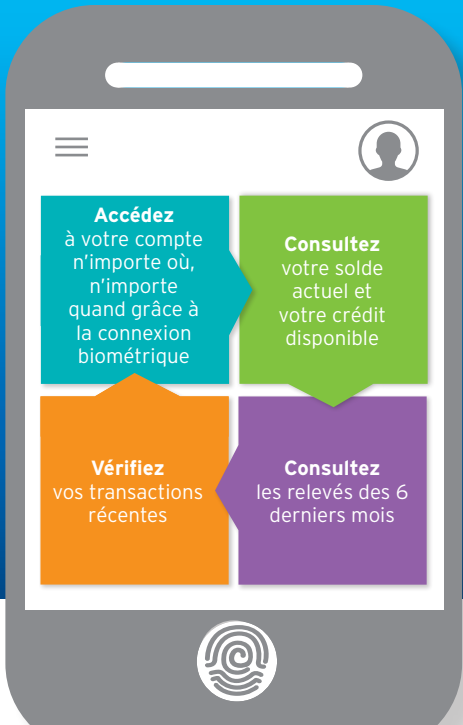 Accédez
à votre compte
n’importe où,
n’importe
quand grâce à
la connexion
biométrique
Consultez
votre solde
actuel et
votre crédit
disponible
Vérifiez
vos transactions
récentes
Consultez
les relevés des 6
derniers mois